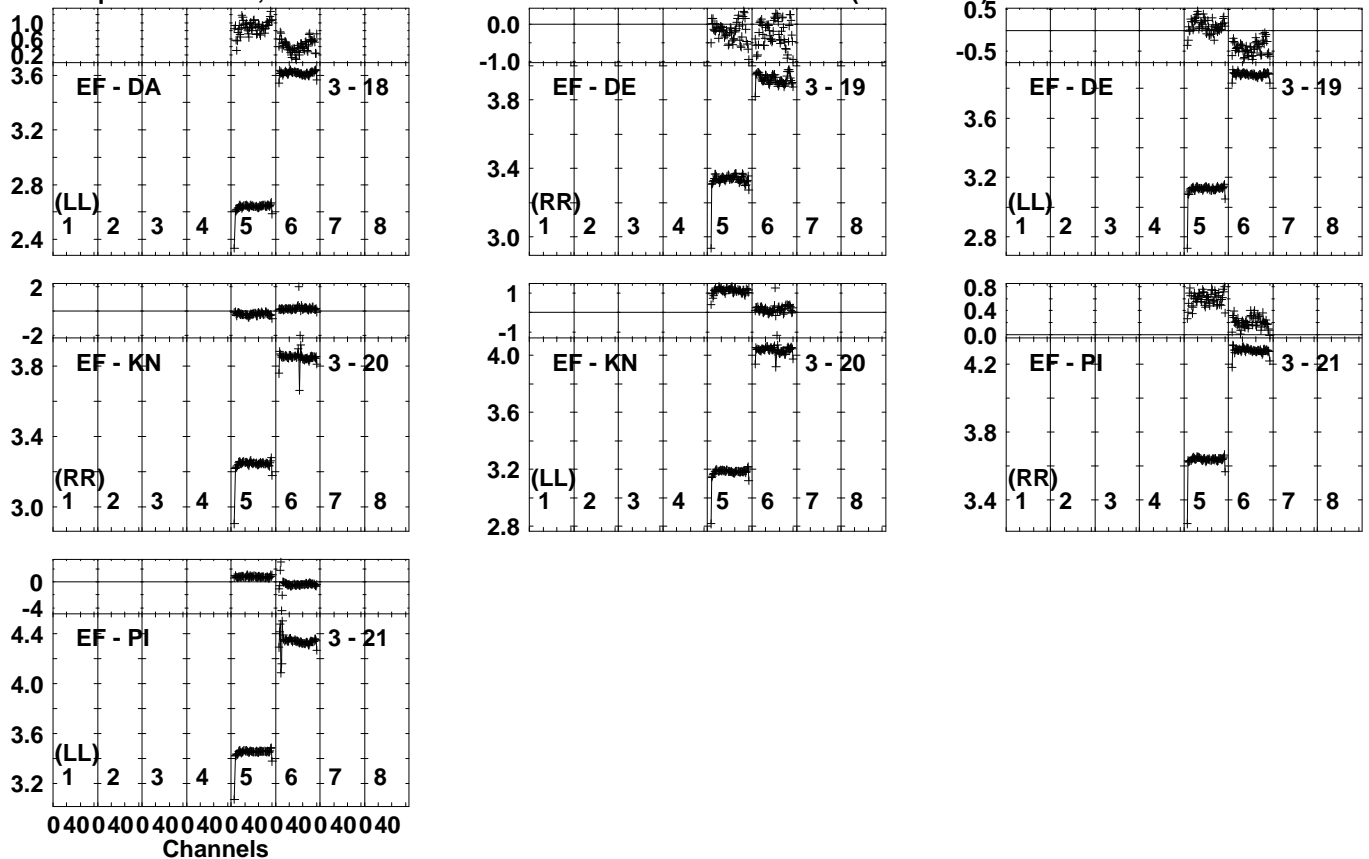 1.0
0.6
0.2
3.6
EF - DA
3 - 18
3.2
2.8
2.4
(LL)
1 2 3 4 5 6 7 8
0.0
-1.0
3.8
EF - DE
3 - 19
3.4
3.0
(RR)
1 2 3 4 5 6 7 8
0.5
-0.5
EF - DE
3 - 19
3.6
3.2
2.8
(LL)
1 2 3 4 5 6 7 8
2
-2
3.8
EF - KN
3 - 20
3.4
3.0
(RR)
1 2 3 4 5 6 7 8
1
-1
4.0
EF - KN
3 - 20
3.6
3.2
2.8
(LL)
1 2 3 4 5 6 7 8
0.8
0.4
0.0
4.2
EF - PI
3 - 21
3.8
3.4
(RR)
1 2 3 4 5 6 7 8
0
-4
4.4
EF - PI
3 - 21
4.0
3.6
3.2
(LL)
1 2 3 4 5 6 7 8
0 40 0 40 0 40 0 40 0 40 0 40 0 40 0 40
Channels